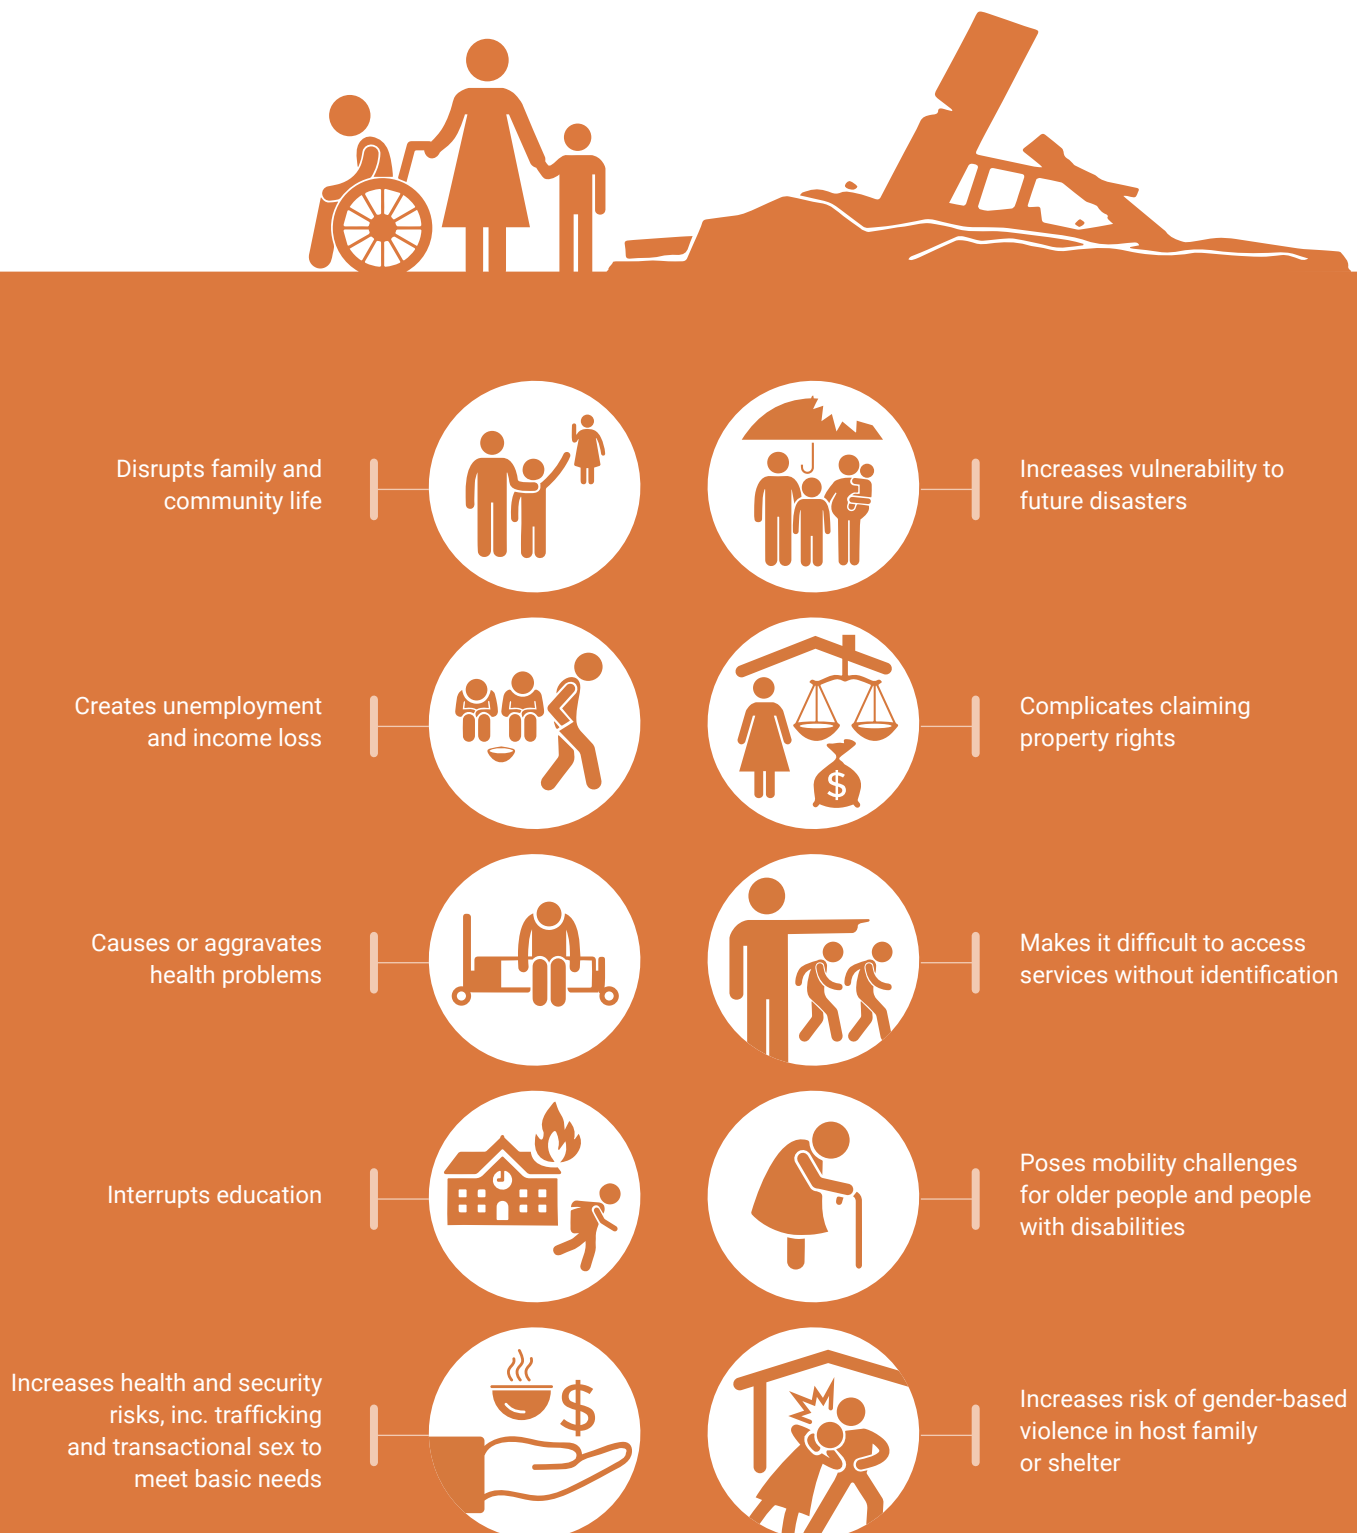 Disrupts family and
community life
Increases vulnerability to
future disasters
Creates unemployment
and income loss
Complicates claiming
property rights
$
Causes or aggravates
health problems
Makes it difficult to access
services without identification
Interrupts education
Poses mobility challenges
for older people and people
with disabilities
Increases health and security
risks, inc. trafficking
and transactional sex to
meet basic needs
$
Increases risk of gender-based
violence in host family
or shelter